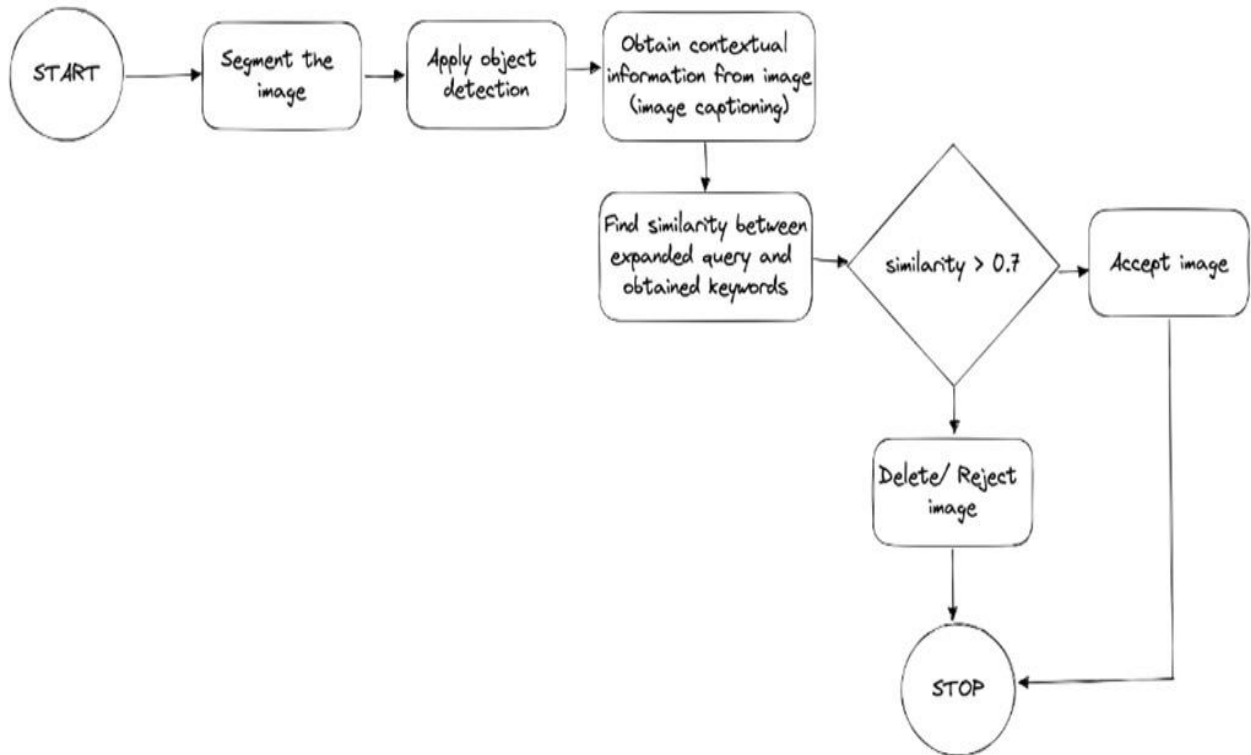 START
Segment the
image
Apply object
detection
Obtain contextual
information from image
(image captioning)
Find similarity between
expanded query and
obtained keywords
similarity > 0.7
Accept image
Delete/ Reject
image
STOP